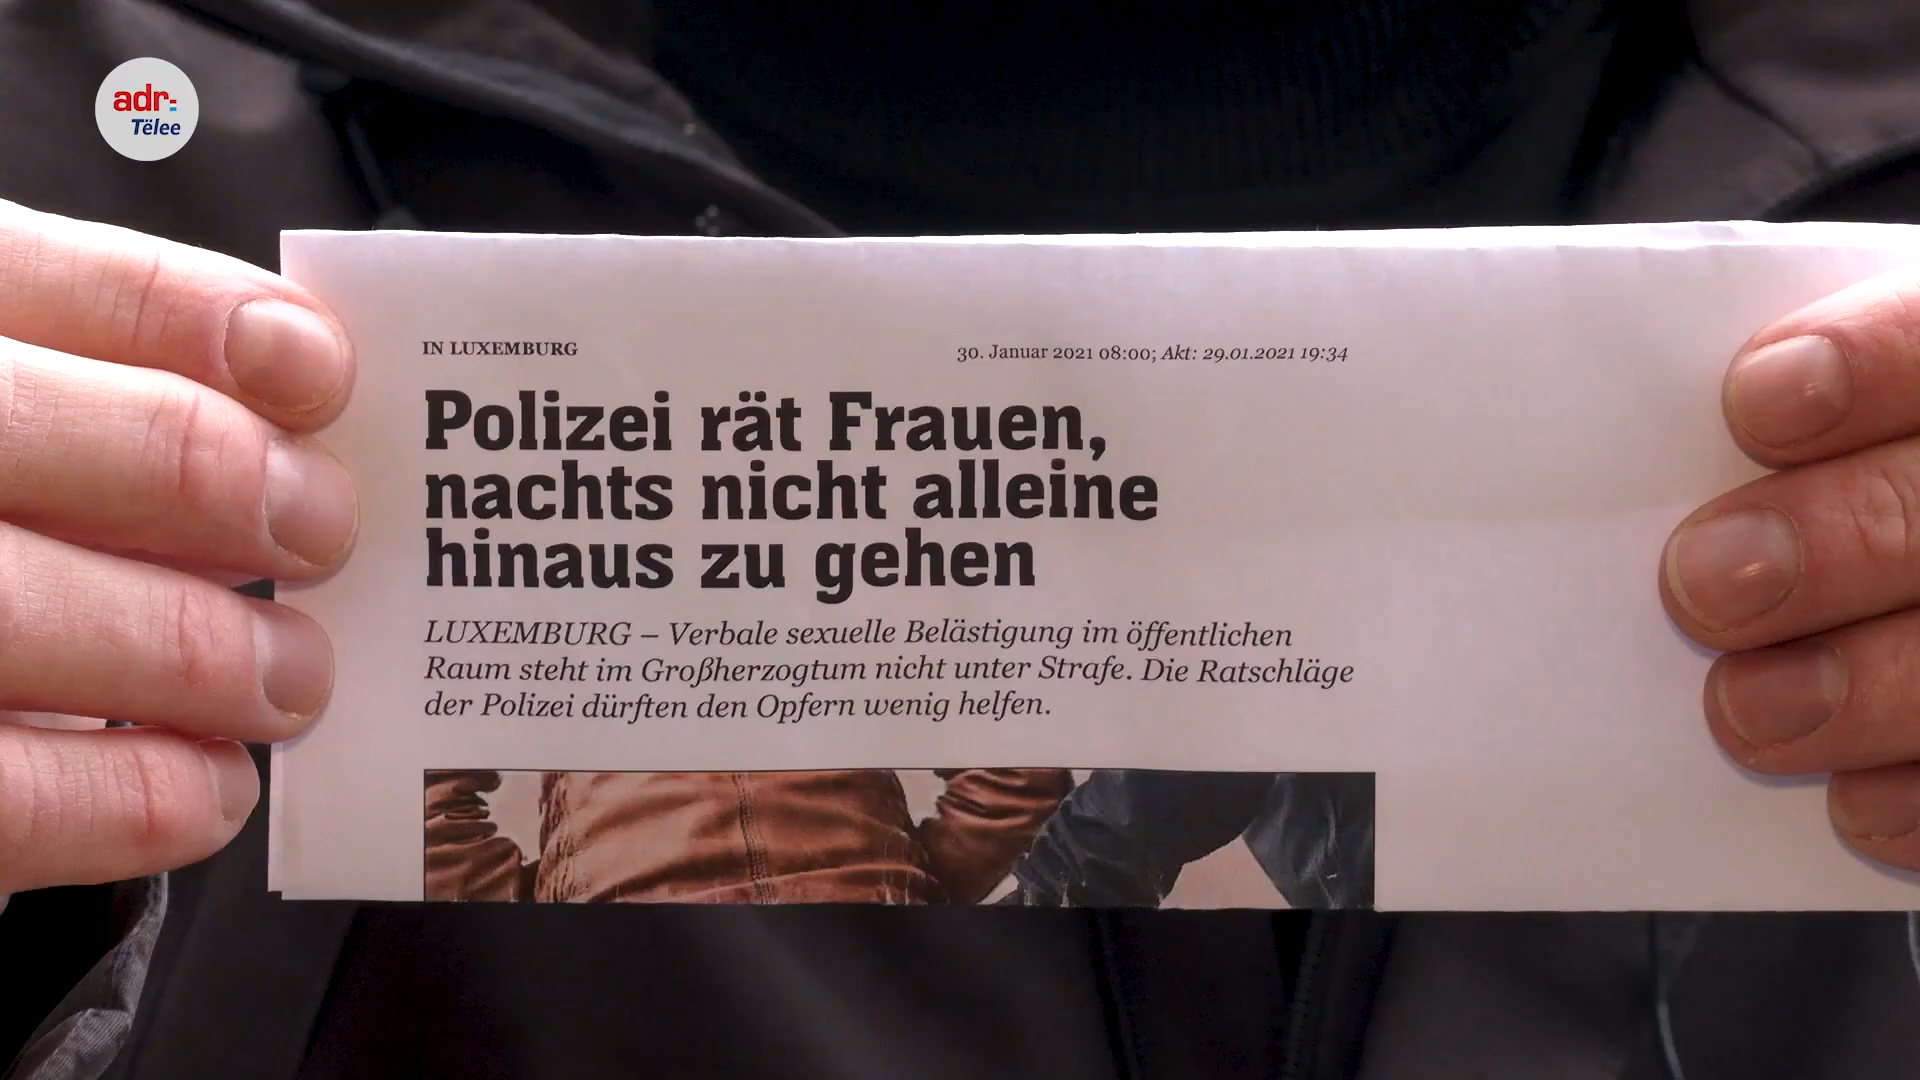 adr:
Tëlee
IN LUXEMBURG
30. Januar 2021 08:00; Akt: 29.01.2021 19:34
Polizei rät Frauen,
nachts nicht alleine
hinaus zu gehen
LUXEMBURG – Verbale sexuelle Belästigung im öffentlichen
Raum steht im Großherzogtum nicht unter Strafe. Die Ratschläge
der Polizei dürften den Opfern wenig helfen.